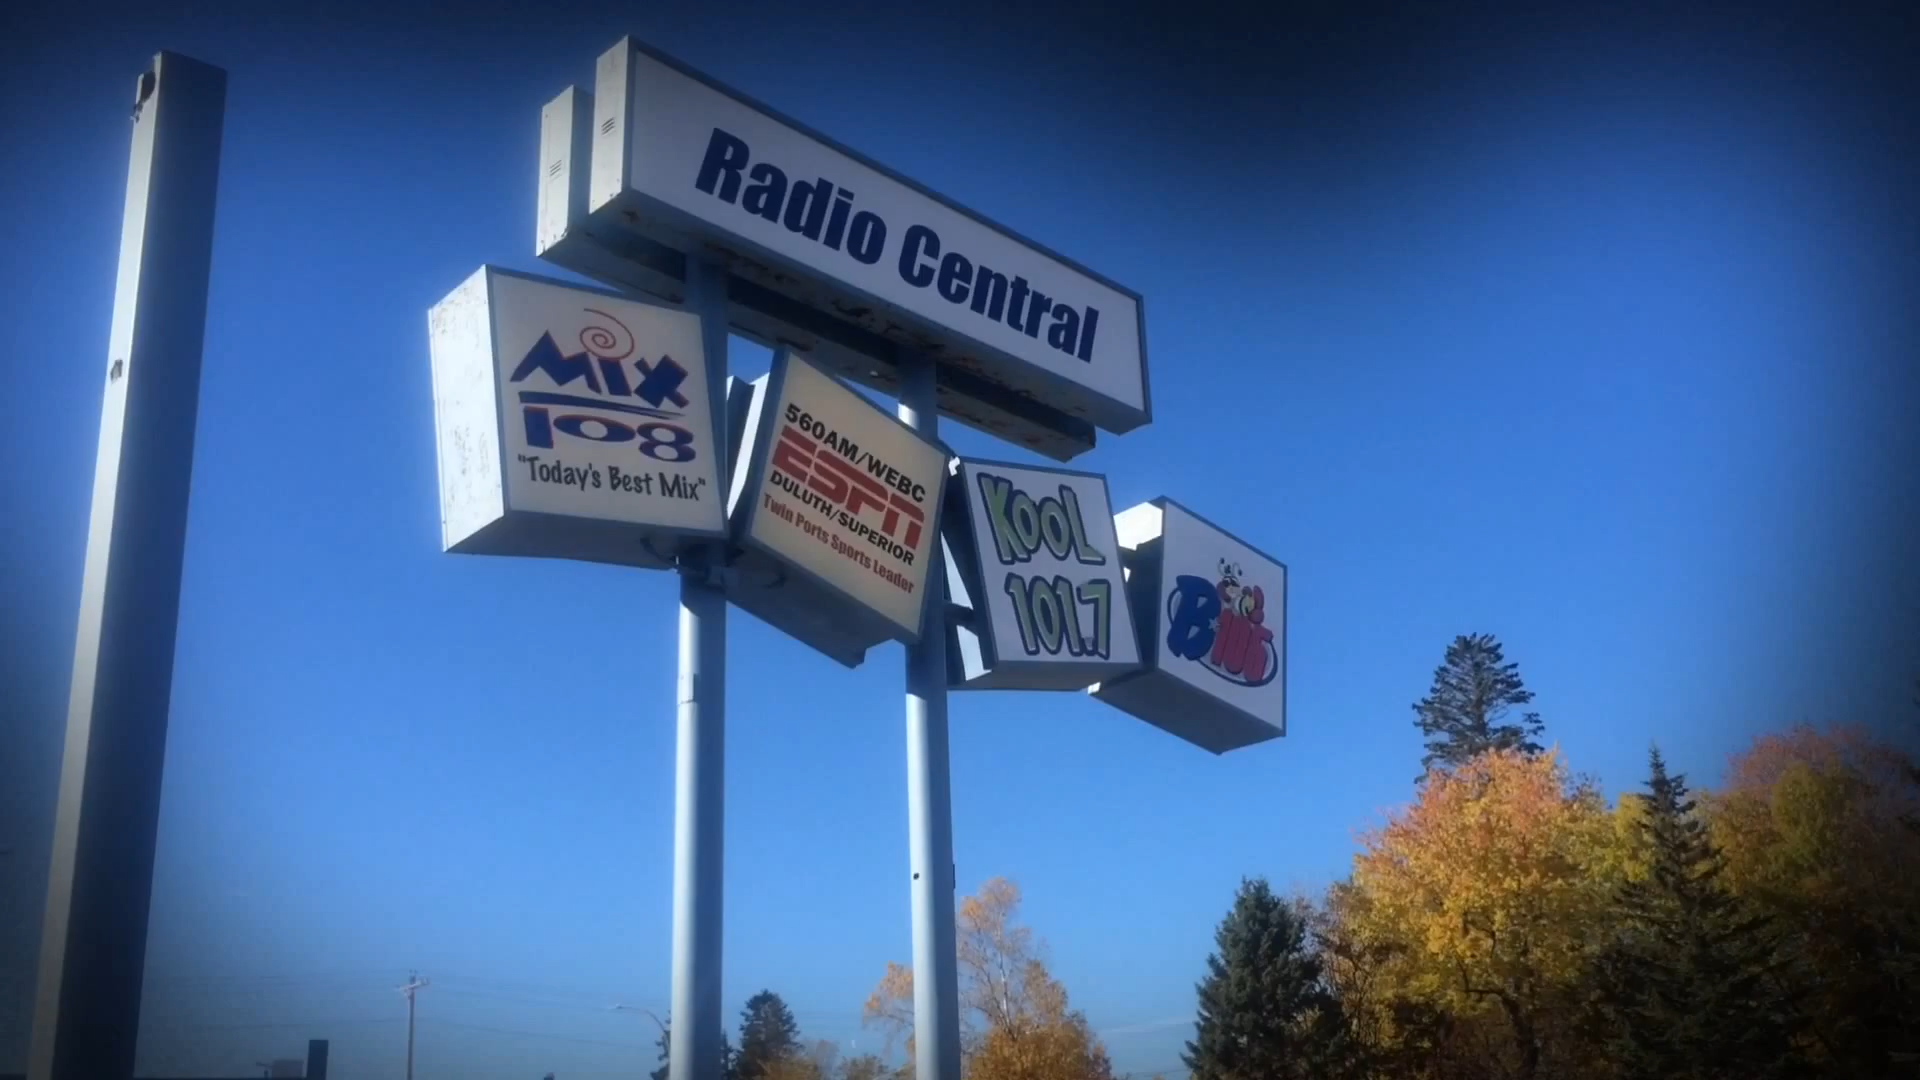 Radio Central
Mix
108
"Today's Best Mix"
560AM/WEBC
ESPN
DULUTH/SUPERIOR
Twin Ports Sports Leader
KOOL
101.7
B105